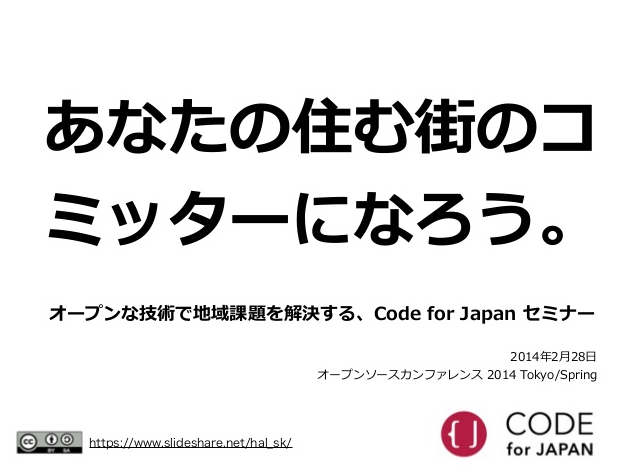 あなたの住む街のコ
ミッターになろう。
オープンな技術で地域課題を解決する、Code for Japan セミナー
2014年2月28日
オープンソースカンファレンス 2014 Tokyo/Spring
cc BY SA
https://www.slideshare.net/hal_sk/
{ } CODE
for JAPAN